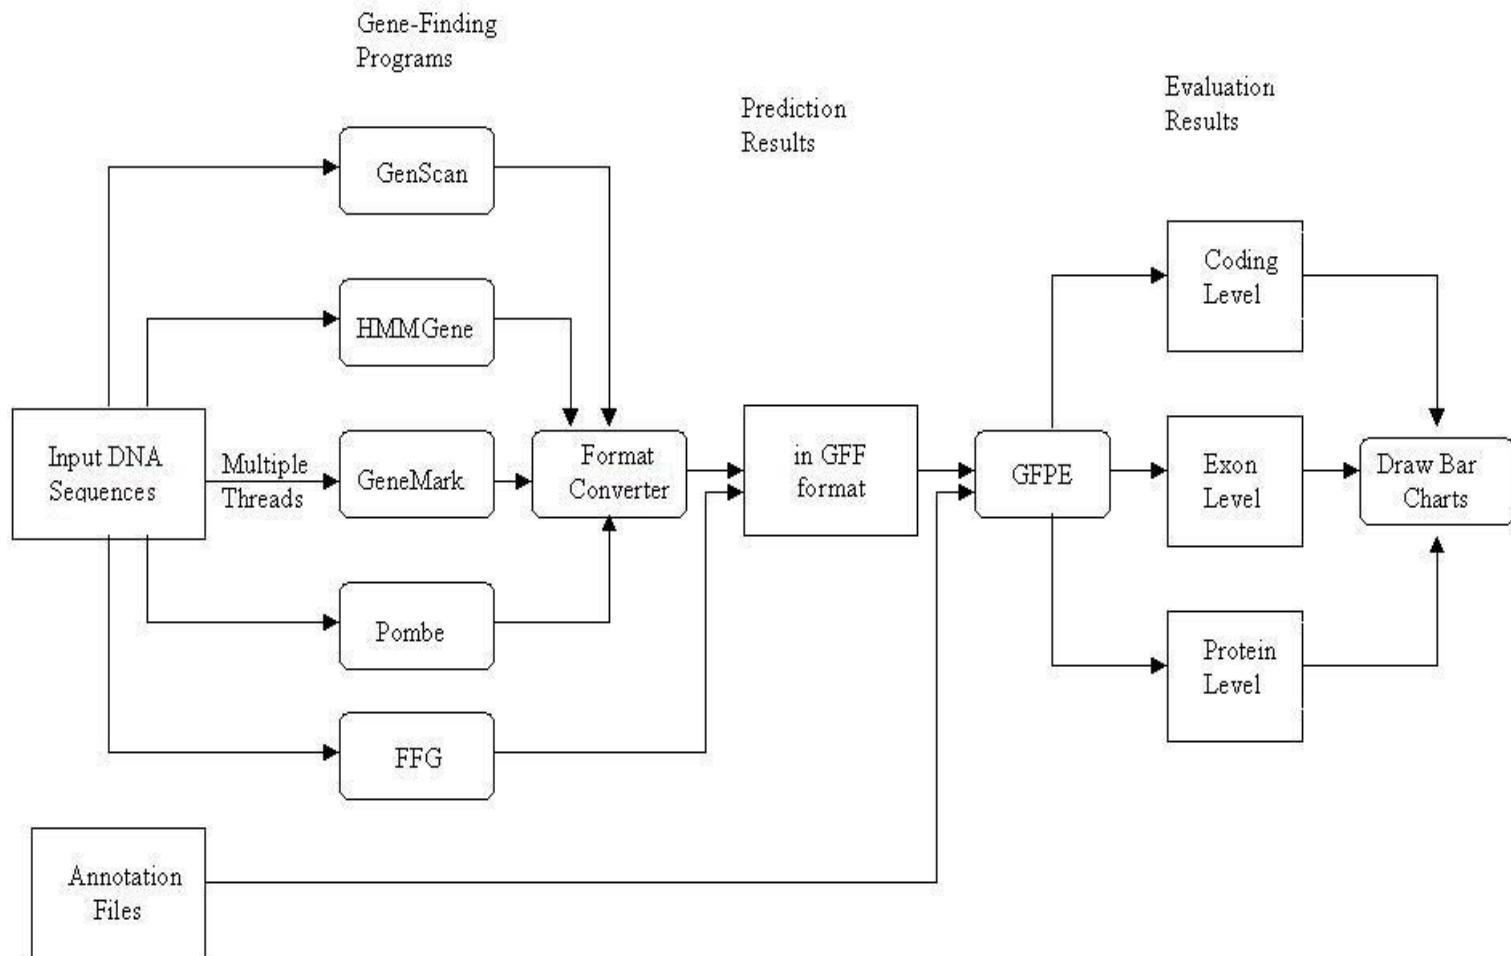 Gene-Finding
Programs
Prediction
Results
Evaluation
Results
GenScan
HMMGene
Input DNA
Sequences
Multiple
Threads
GeneMark
Format
Converter
in GFF
format
GFPE
Coding
Level
Exon
Level
Protein
Level
Draw Bar
Charts
Pombe
FFG
Annotation
Files